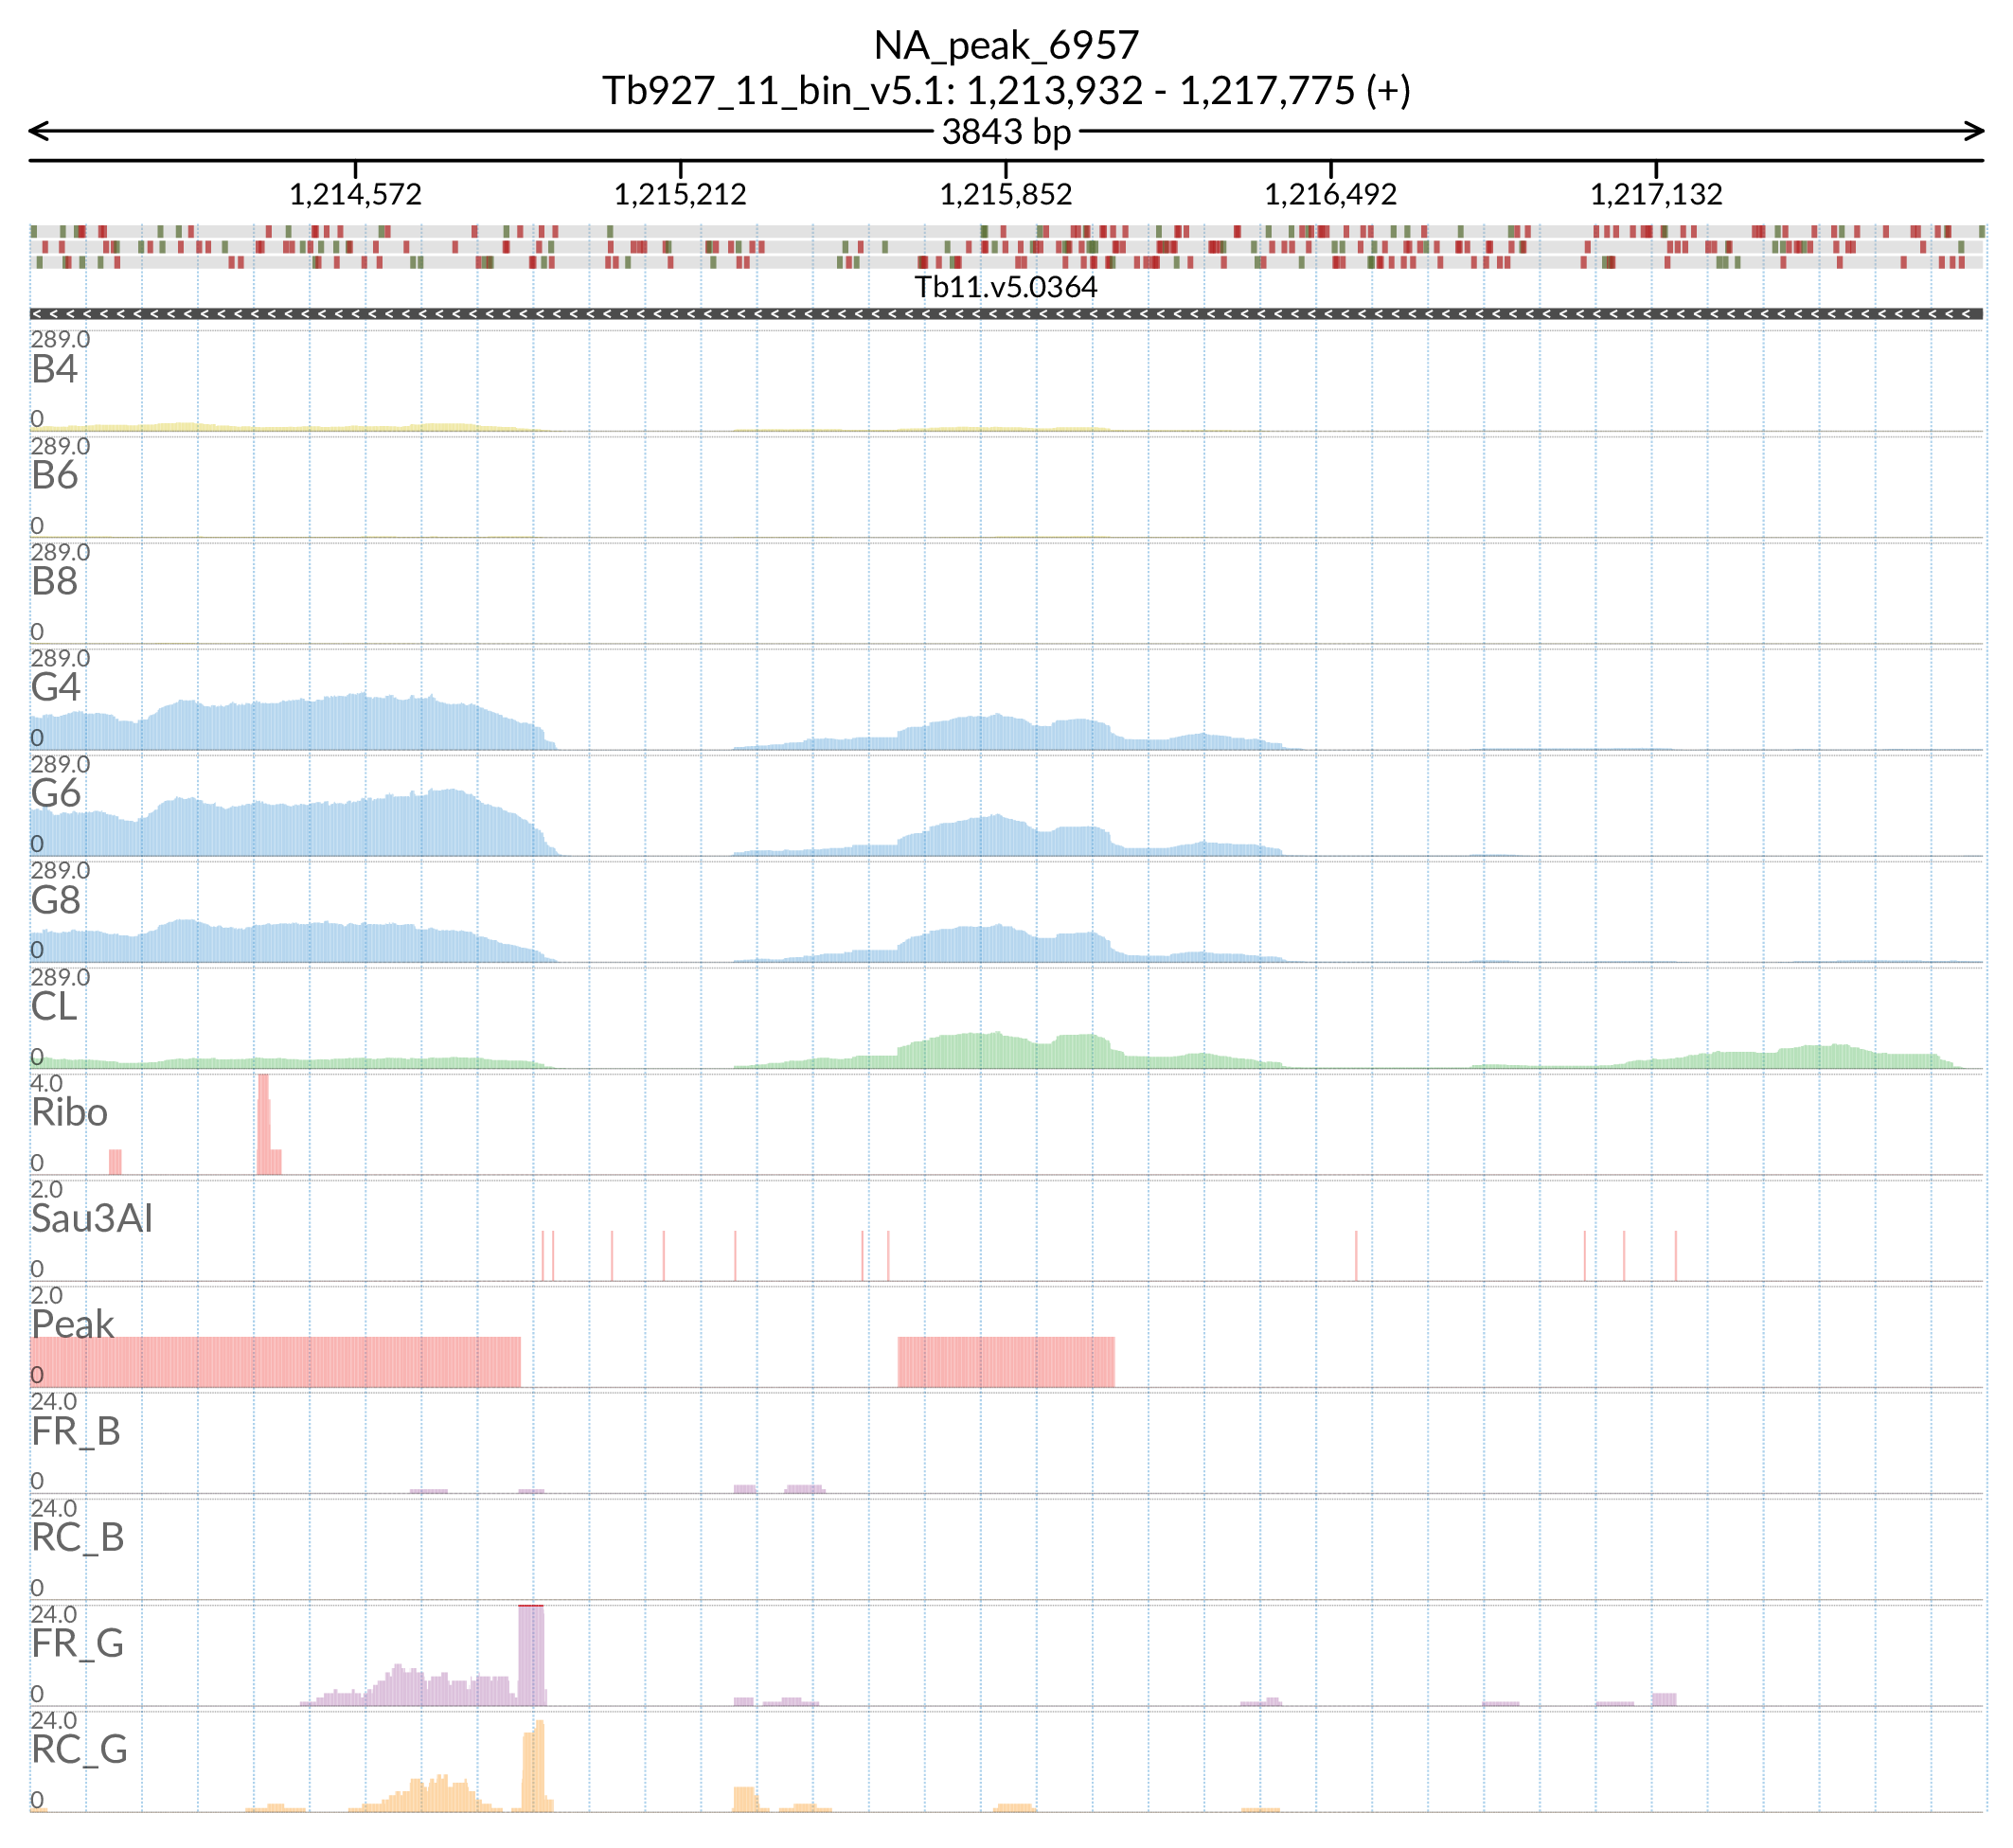 NA_peak_6957
Tb927_11_bin_v5.1: 1,213,932 - 1,217,775 (+)
3843 bp
1,214,572 1,215,212 1,215,852 1,216,492 1,217,132
Tb11.v5.0364
289.0
B4
0
289.0
B6
0
289.0
B8
0
289.0
G4
0
289.0
G6
0
289.0
G8
0
289.0
CL
0
4.0
Ribo
0
2.0
Sau3AI
0
2.0
Peak
0
24.0
FR_B
0
24.0
RC_B
0
24.0
FR_G
0
24.0
RC_G
0